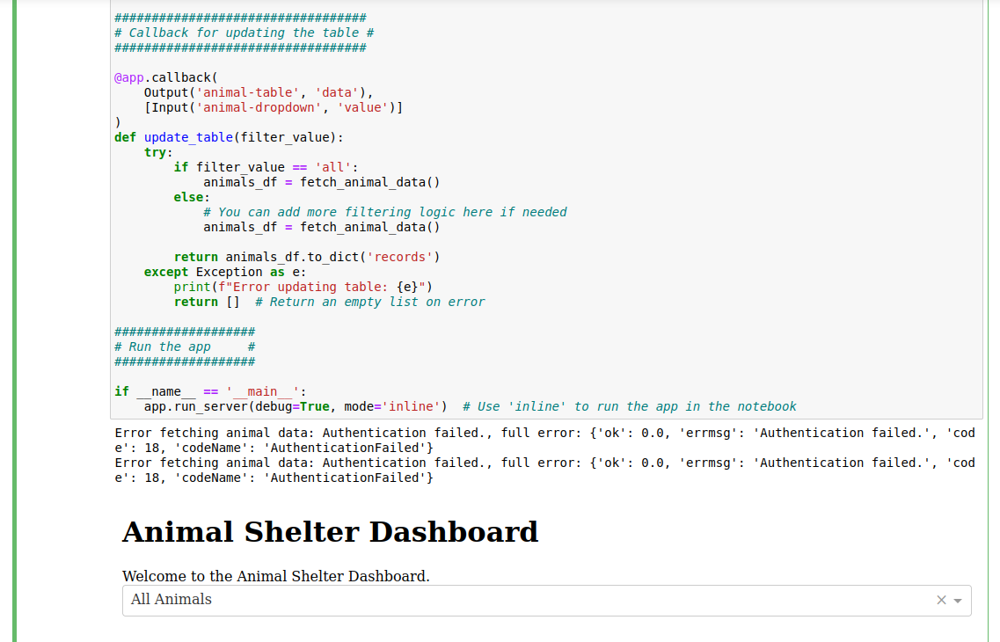 ##################################
# Callback for updating the table #
##################################
@app.callback(
    Output('animal-table', 'data'),
    [Input('animal-dropdown', 'value')]
)
def update_table(filter_value):
    try:
        if filter_value == 'all':
            animals_df = fetch_animal_data()
        else:
            # You can add more filtering logic here if needed
            animals_df = fetch_animal_data()
        return animals_df.to_dict('records')
    except Exception as e:
        print(f"Error updating table: {e}")
        return []  # Return an empty list on error
###################
# Run the app     #
###################
if __name__ == '__main__':
    app.run_server(debug=True, mode='inline')  # Use 'inline' to run the app in the notebook
Error fetching animal data: Authentication failed., full error: {'ok': 0.0, 'errmsg': 'Authentication failed.', 'cod
e': 18, 'codeName': 'AuthenticationFailed'}
Error fetching animal data: Authentication failed., full error: {'ok': 0.0, 'errmsg': 'Authentication failed.', 'cod
e': 18, 'codeName': 'AuthenticationFailed'}
Animal Shelter Dashboard
Welcome to the Animal Shelter Dashboard.
All Animals